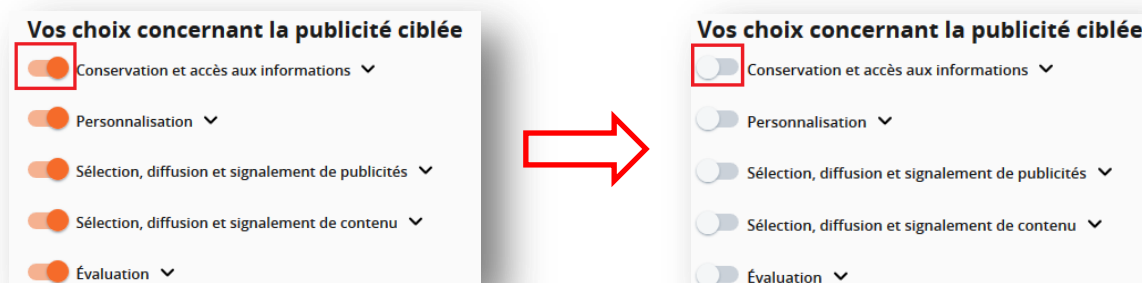 Vos choix concernant la publicité ciblée
Conservation et accès aux informations
Personnalisation
Sélection, diffusion et signalement de publicités
Sélection, diffusion et signalement de contenu
Évaluation
Vos choix concernant la publicité ciblée
Conservation et accès aux informations
Personnalisation
Sélection, diffusion et signalement de publicités
Sélection, diffusion et signalement de contenu
Évaluation